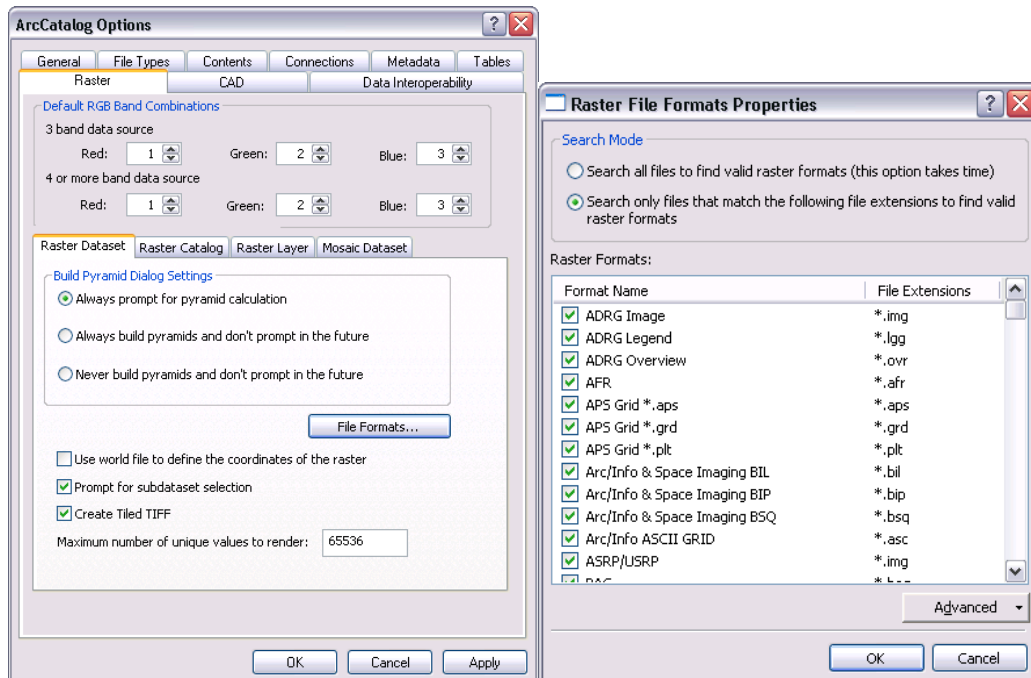 ArcCatalog Options
General File Types Contents Connections Metadata Tables
Raster CAD Data Interoperability
Default RGB Band Combinations
3 band data source
Red: 1 Green: 2 Blue: 3
4 or more band data source
Red: 1 Green: 2 Blue: 3
Raster Dataset Raster Catalog Raster Layer Mosaic Dataset
Build Pyramid Dialog Settings
Always prompt for pyramid calculation
Always build pyramids and don't prompt in the future
Never build pyramids and don't prompt in the future
File Formats...
Use world file to define the coordinates of the raster
Prompt for subdataset selection
Create Tiled TIFF
Maximum number of unique values to render: 65536
OK Cancel Apply
Raster File Formats Properties
Search Mode
Search all files to find valid raster formats (this option takes time)
Search only files that match the following file extensions to find valid
raster formats
Raster Formats:
Format Name File Extensions
ADRG Image *.img
ADRG Legend *.lgg
ADRG Overview *.ovr
AFR *.afr
APS Grid *.aps *.aps
APS Grid *.grd *.grd
APS Grid *.plt *.plt
Arc/Info & Space Imaging BIL *.bil
Arc/Info & Space Imaging BIP *.bip
Arc/Info & Space Imaging BSQ *.bsq
Arc/Info ASCII GRID *.asc
ASRP/USRP *.img
Advanced
OK Cancel